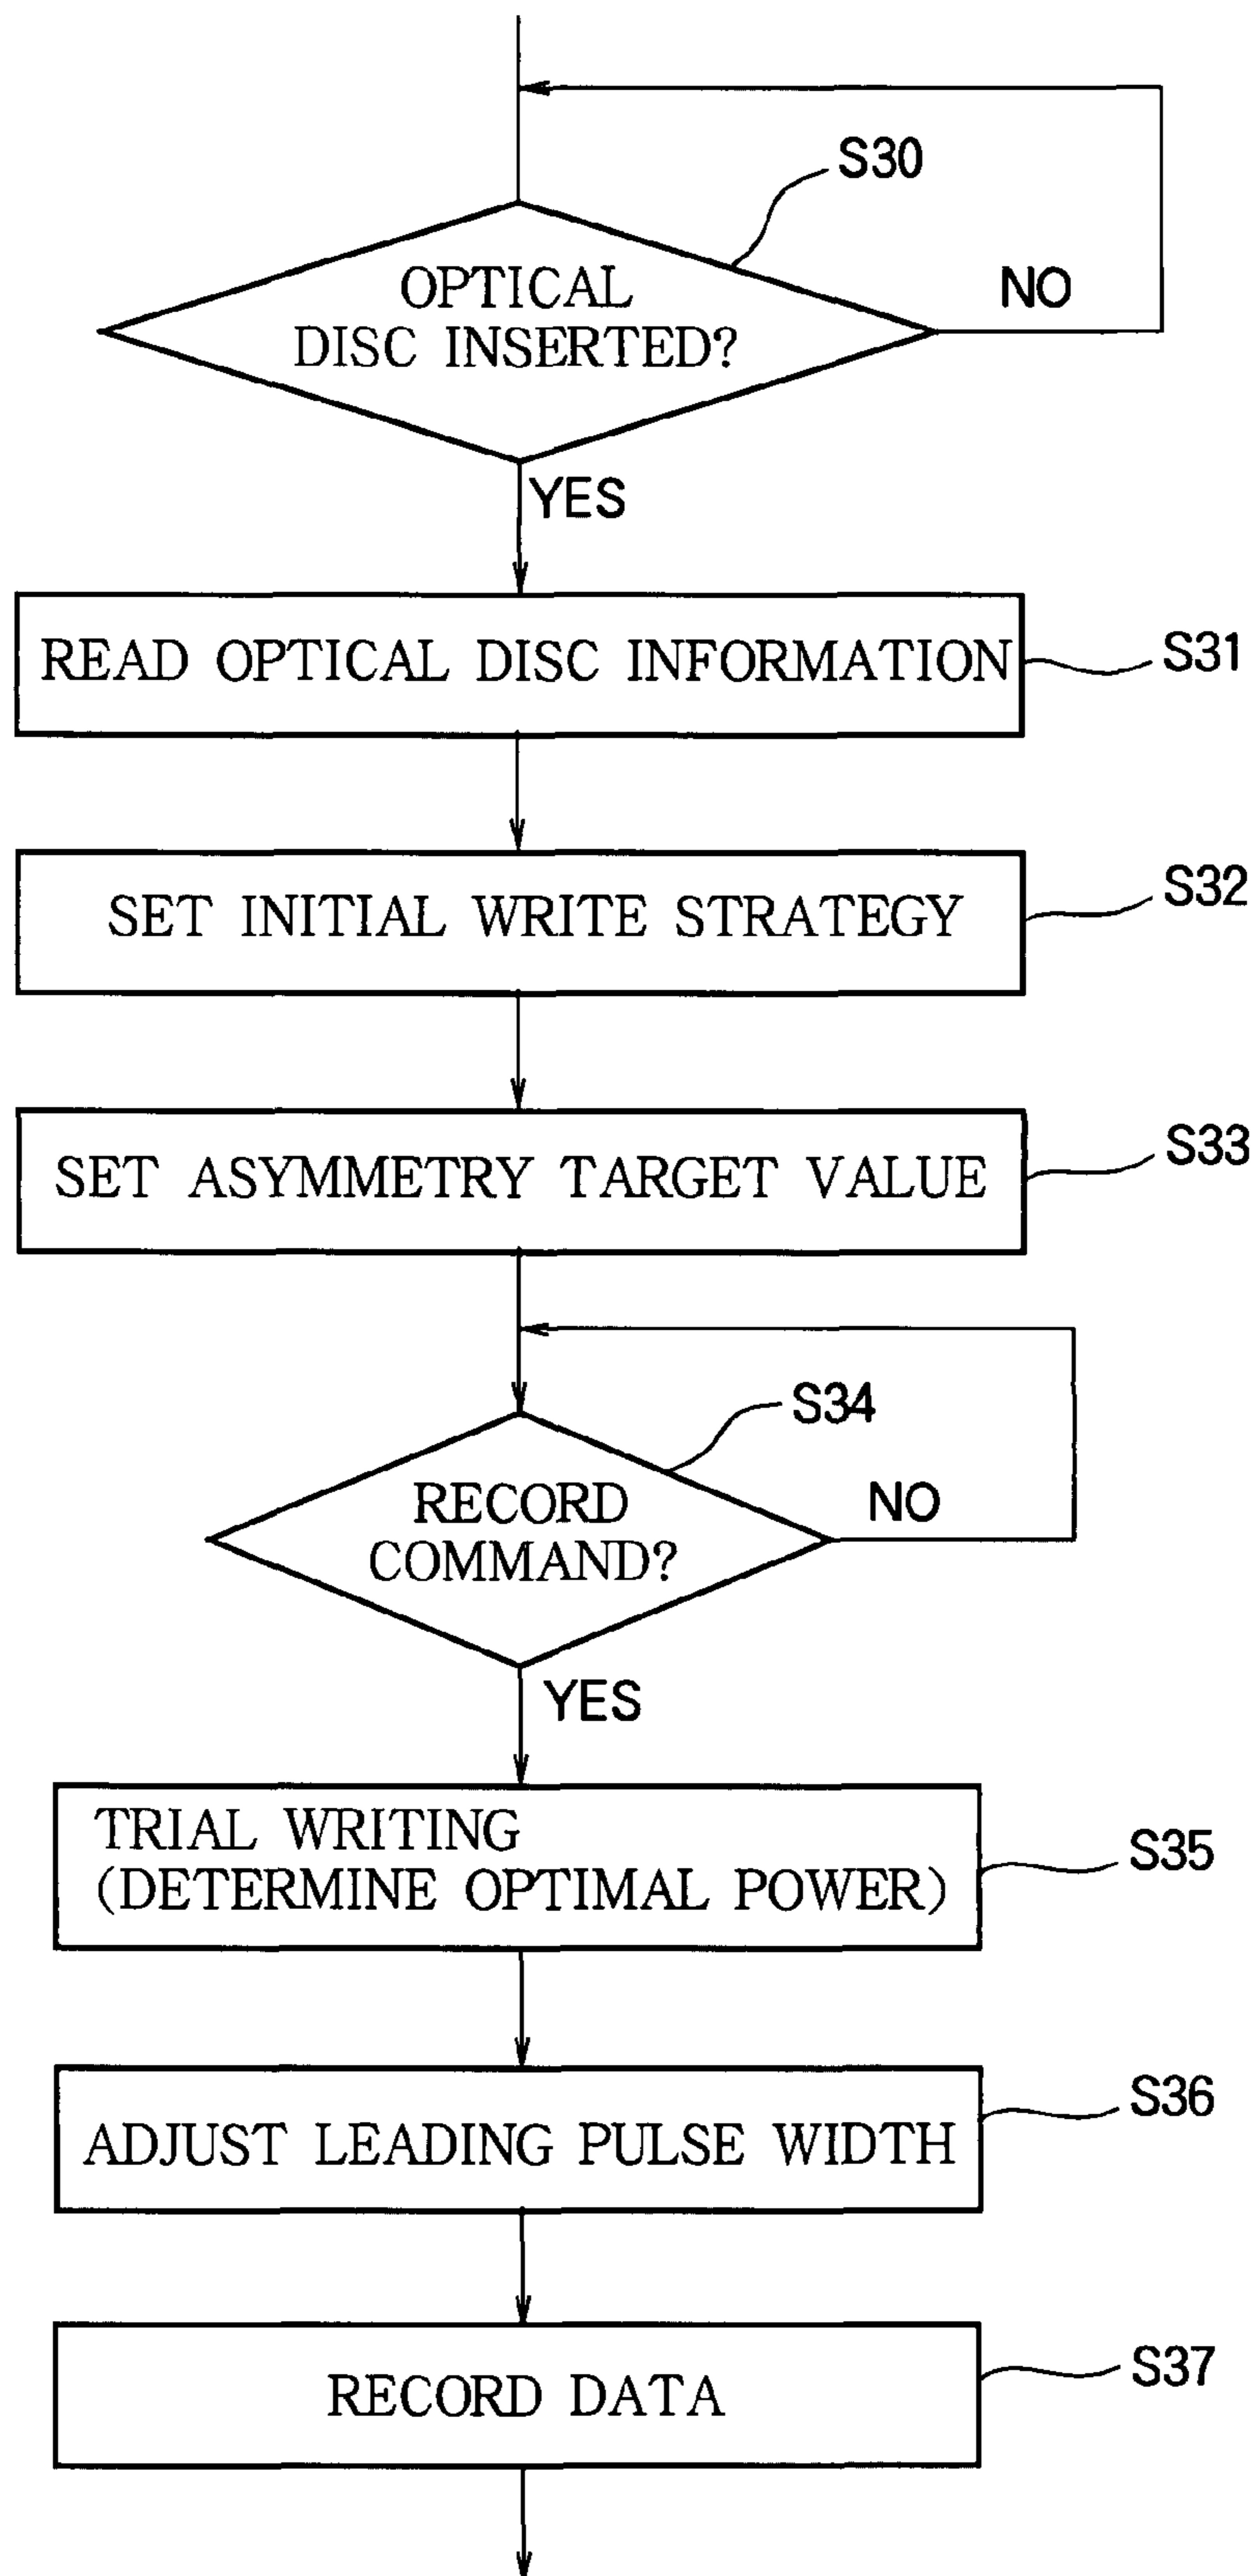 S30
OPTICAL
DISC INSERTED?
NO
YES
READ OPTICAL DISC INFORMATION
S31
SET INITIAL WRITE STRATEGY
S32
SET ASYMMETRY TARGET VALUE
S33
S34
RECORD
COMMAND?
NO
YES
TRIAL WRITING
(DETERMINE OPTIMAL POWER)
S35
ADJUST LEADING PULSE WIDTH
S36
RECORD DATA
S37